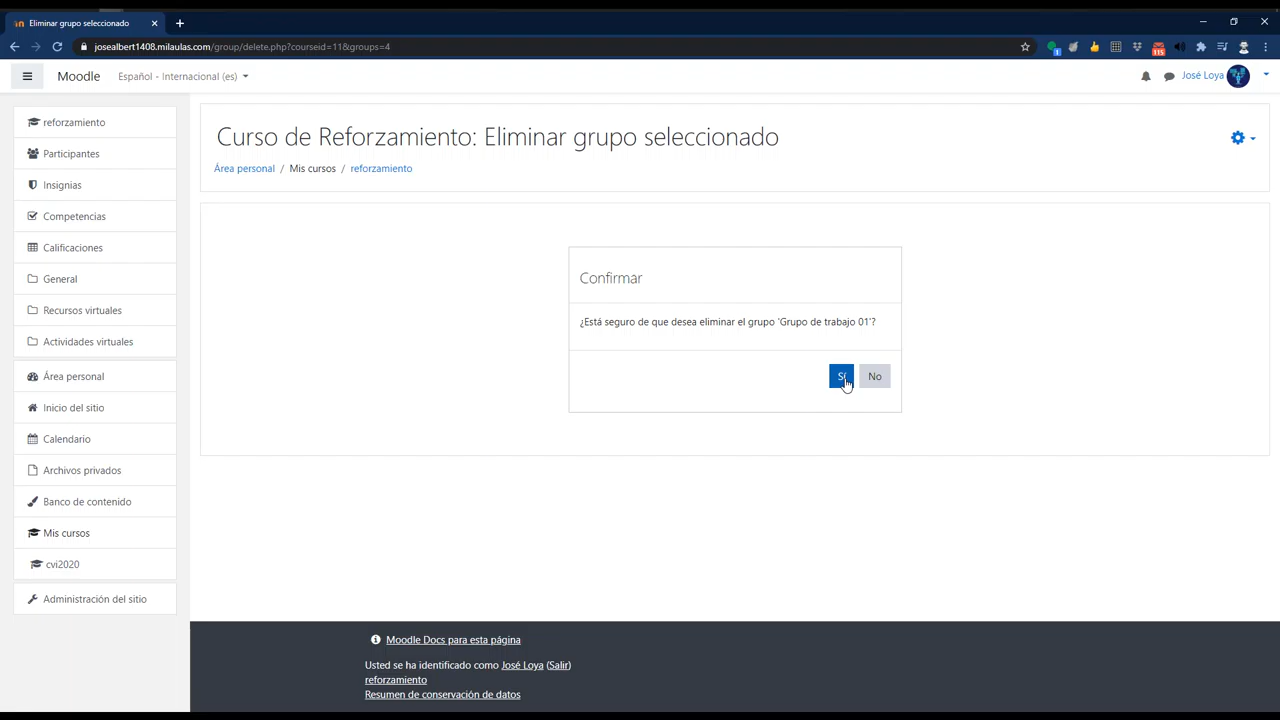 Eliminar grupo seleccionado
josealbert1408.milaulas.com/group/delete.php?courseid=11&groups=4
1
115
Moodle
Español - Internacional (es)
José Loya
reforzamiento
Participantes
Insignias
Competencias
Calificaciones
General
Recursos virtuales
Actividades virtuales
Área personal
Inicio del sitio
Calendario
Archivos privados
Banco de contenido
Mis cursos
cvi2020
Administración del sitio
Curso de Reforzamiento: Eliminar grupo seleccionado
Área personal / Mis cursos / reforzamiento
Confirmar
¿Está seguro de que desea eliminar el grupo 'Grupo de trabajo 01'?
Sí No
Moodle Docs para esta página
Usted se ha identificado como José Loya (Salir)
reforzamiento
Resumen de conservación de datos